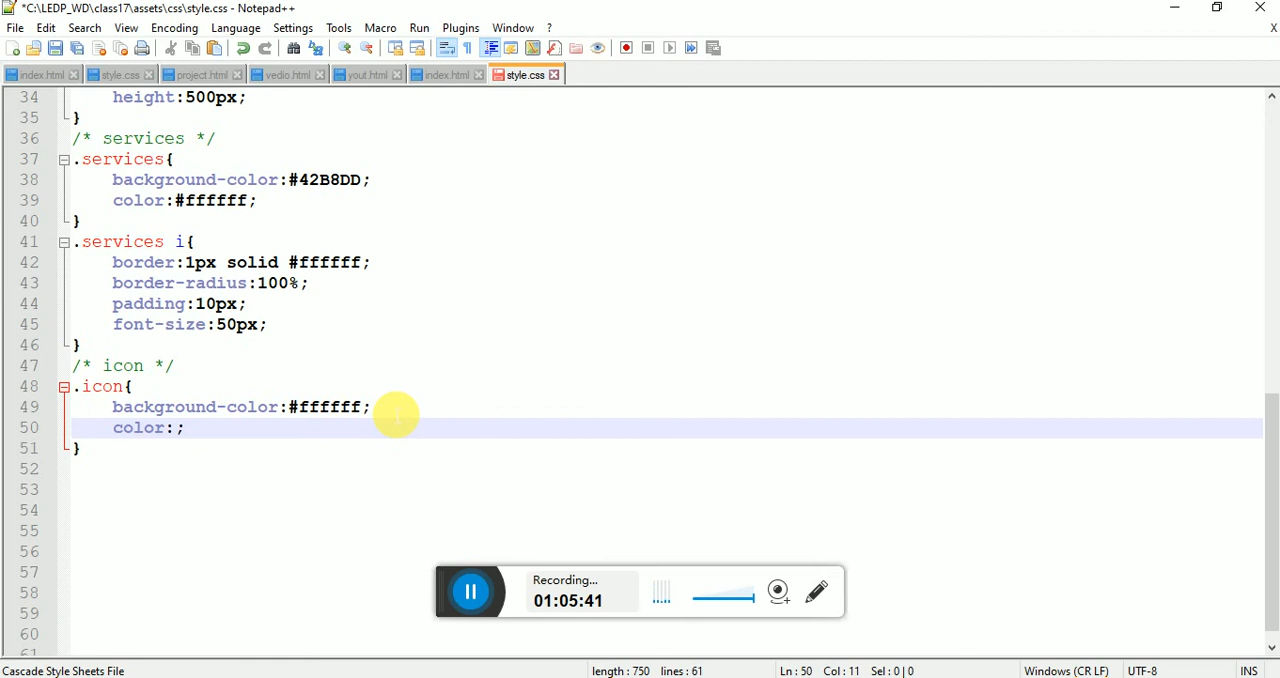 *C:\LEDP_WD\class17\assets\css\style.css - Notepad++
File Edit Search View Encoding Language Settings Tools Macro Run Plugins Window ? X
index.html style.css project.html vedio.html yout.html index.html style.css
34 height:500px;
35 }
36 /* services */
37 .services{
38 background-color:#42B8DD;
39 color:#ffffff;
40 }
41 .services i{
42 border:1px solid #ffffff;
43 border-radius:100%;
44 padding:10px;
45 font-size:50px;
46 }
47 /* icon */
48 .icon{
49 background-color:#ffffff;
50 color:;
51 }
52
53
54
55
56
57
58
59
60
61
Recording...
01:05:41
Cascade Style Sheets File length : 750 lines : 61 Ln : 50 Col : 11 Sel : 0 | 0 Windows (CR LF) UTF-8 INS